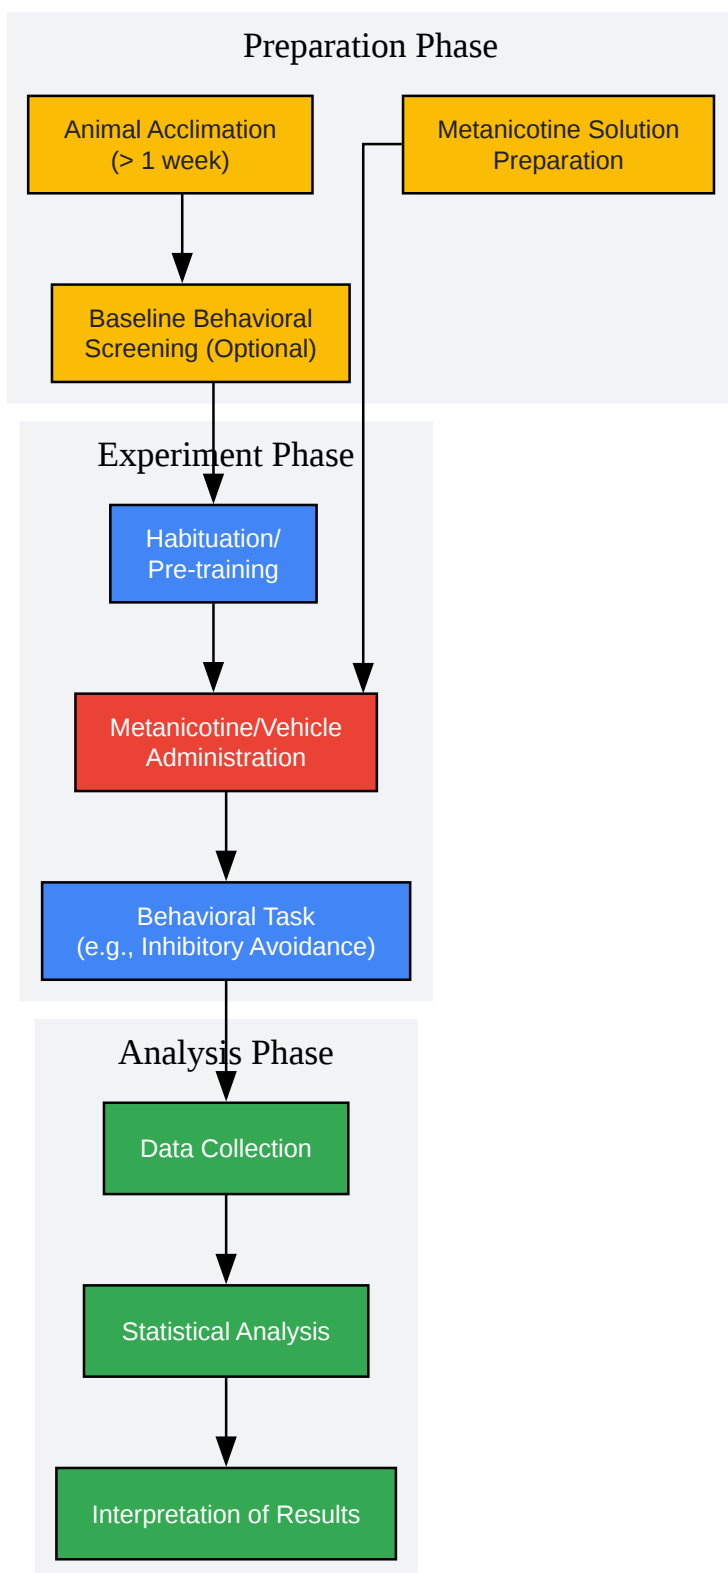 Preparation Phase
Animal Acclimation
(> 1 week)
Metanicotine Solution
Preparation
Baseline Behavioral
Screening (Optional)
Experiment Phase
Habituation/
Pre-training
Metanicotine/Vehicle
Administration
Behavioral Task
(e.g., Inhibitory Avoidance)
Analysis Phase
Data Collection
Statistical Analysis
Interpretation of Results